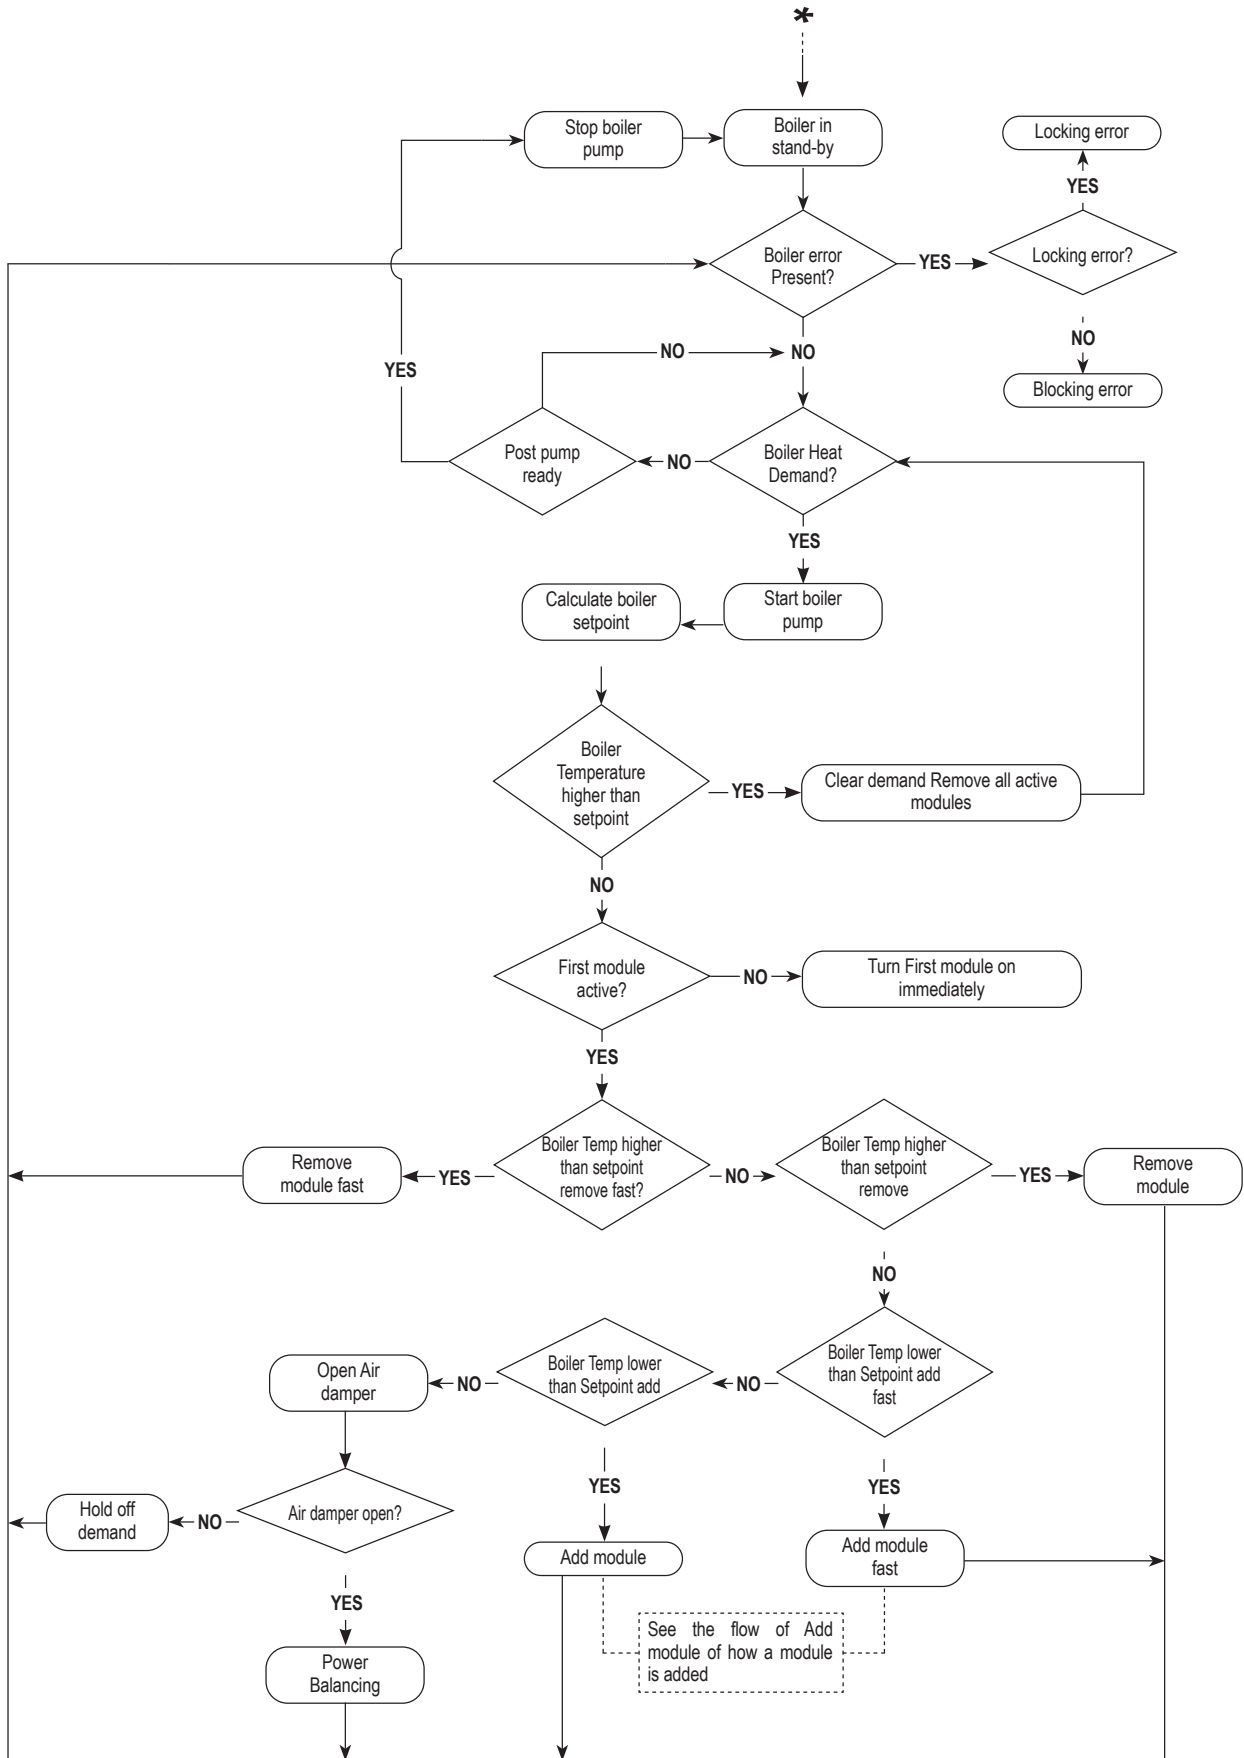 *
Stop boiler
pump
Boiler in
stand-by
Locking error
YES
Boiler error
Present?
YES
Locking error?
NO
NO
NO
YES
Blocking error
Post pump
ready
NO
Boiler Heat
Demand?
YES
Calculate boiler
setpoint
Start boiler
pump
Boiler
Temperature
higher than
setpoint
YES
Clear demand Remove all active
modules
NO
First module
active?
NO
Turn First module on
immediately
YES
Remove
module fast
YES
Boiler Temp higher
than setpoint
remove fast?
NO
Boiler Temp higher
than setpoint
remove
YES
Remove
module
NO
Open Air
damper
NO
Boiler Temp lower
than Setpoint add
NO
Boiler Temp lower
than Setpoint add
fast
YES
YES
Hold off
demand
NO
Air damper open?
Add module
Add module
fast
YES
See the flow of Add
module of how a module
is added
Power
Balancing